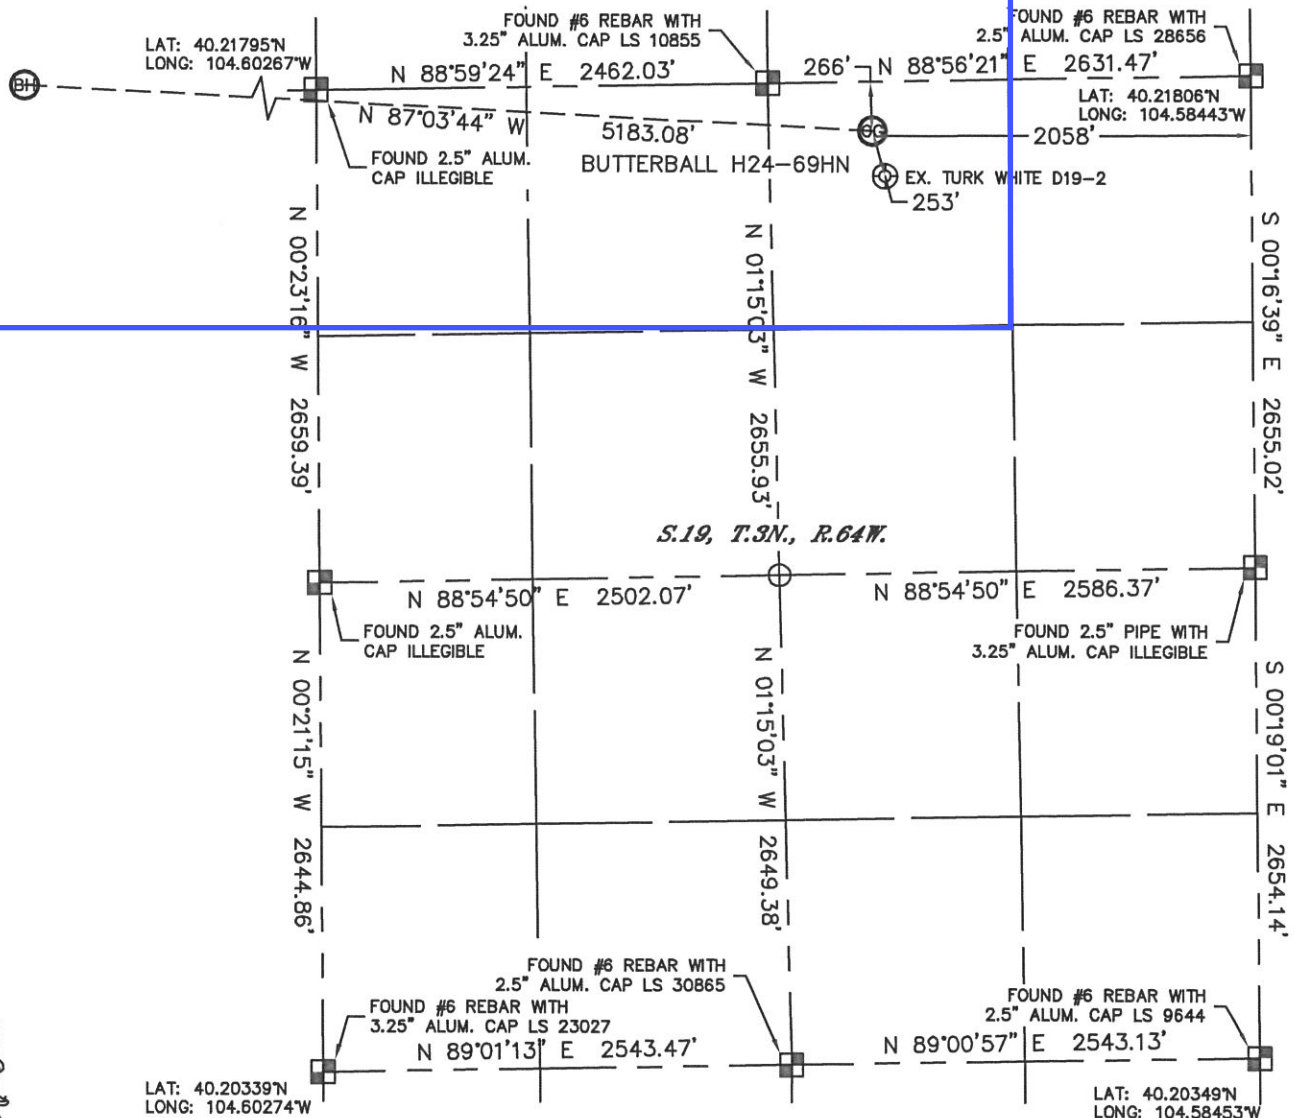 FOUND #6 REBAR WITH
3.25" ALUM. CAP LS 10855
FOUND #6 REBAR WITH
2.5" ALUM. CAP LS 28656
LAT: 40.21795°N
LONG: 104.60267°W
BH
N 88°59'24" E 2462.03'
266'
N 88°56'21" E 2631.47'
LAT: 40.21806°N
LONG: 104.58443°W
N 87°03'44" W 5183.08'
2058'
FOUND 2.5" ALUM.
CAP ILLEGIBLE
BUTTERBALL H24-69HN
EX. TURK WHITE D19-2
253'
N 00°23'16" W 2659.39'
N 01°15'03" W 2655.93'
S 00°16'39" E 2655.02'
S.19, T.3N., R.64W.
N 88°54'50" E 2502.07'
N 88°54'50" E 2586.37'
FOUND 2.5" ALUM.
CAP ILLEGIBLE
FOUND 2.5" PIPE WITH
3.25" ALUM. CAP ILLEGIBLE
N 00°21'15" W 2644.86'
N 01°15'03" W 2649.38'
S 00°19'01" E 2654.14'
FOUND #6 REBAR WITH
2.5" ALUM. CAP LS 30865
FOUND #6 REBAR WITH
3.25" ALUM. CAP LS 23027
FOUND #6 REBAR WITH
2.5" ALUM. CAP LS 9644
N 89°01'13" E 2543.47'
N 89°00'57" E 2543.13'
LAT: 40.20339°N
LONG: 104.60274°W
LAT: 40.20349°N
LONG: 104.58453°W